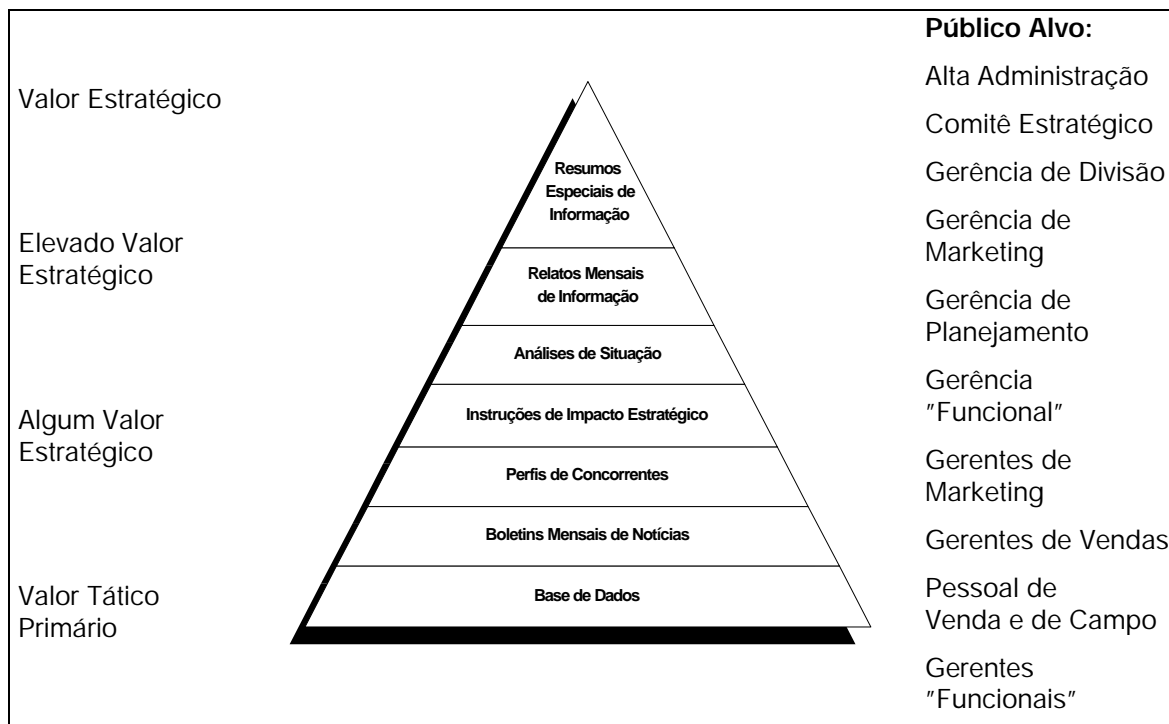 Valor Estratégico
Elevado Valor
Estratégico
Algum Valor
Estratégico
Valor Tático
Primário
Resumos
Especiais de
Informação
Relatos Mensais
de Informação
Análises de Situação
Instruções de Impacto Estratégico
Perfis de Concorrentes
Boletins Mensais de Notícias
Base de Dados
Público Alvo:
Alta Administração
Comitê Estratégico
Gerência de Divisão
Gerência de
Marketing
Gerência de
Planejamento
Gerência
"Funcional"
Gerentes de
Marketing
Gerentes de Vendas
Pessoal de
Venda e de Campo
Gerentes
"Funcionais"